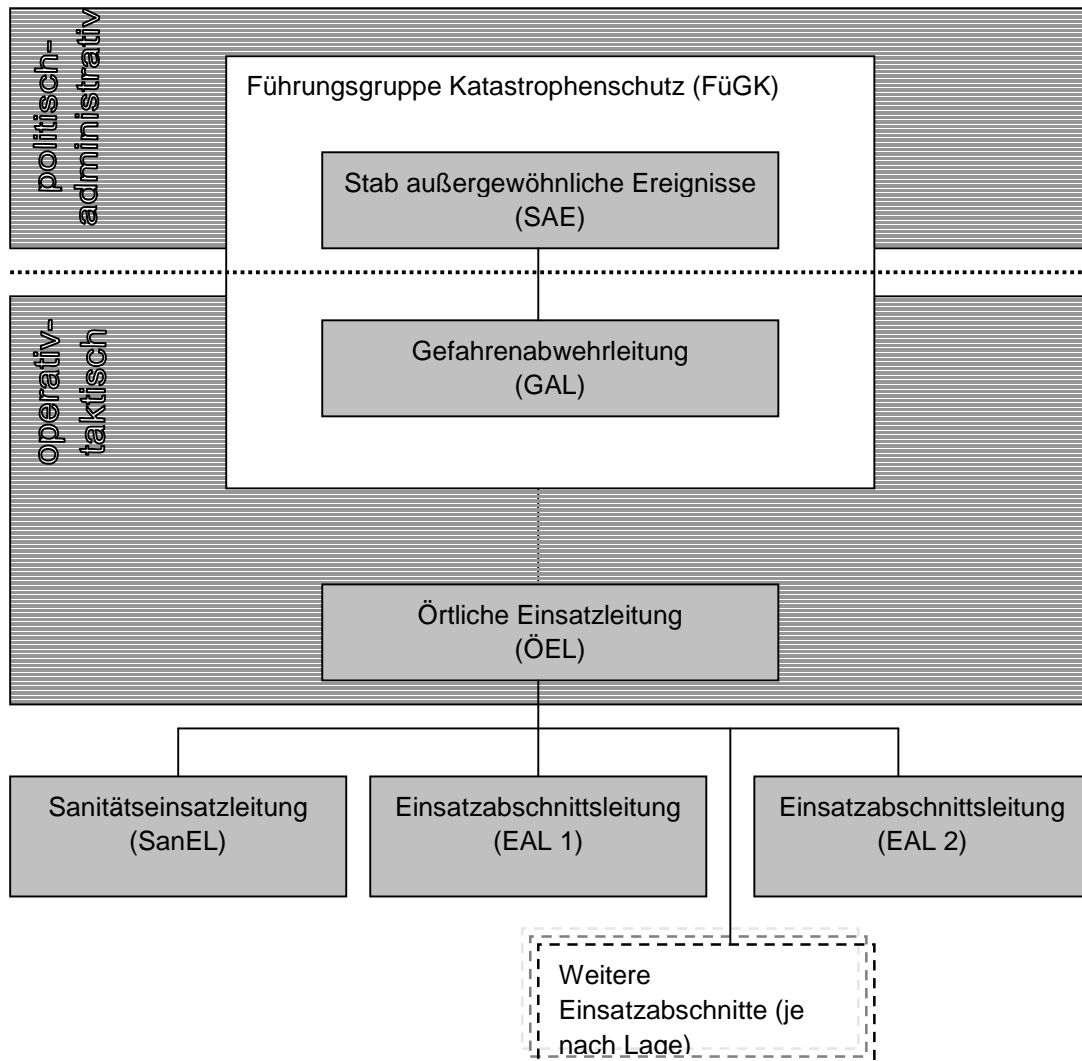 politisch-
administrativ
Führungsgruppe Katastrophenschutz (FüGK)
Stab außergewöhnliche Ereignisse
(SAE)
operativ-
taktisch
Gefahrenabwehrleitung
(GAL)
Örtliche Einsatzleitung
(ÖEL)
Sanitätseinsatzleitung
(SanEL)
Einsatzabschnittsleitung
(EAL 1)
Einsatzabschnittsleitung
(EAL 2)
Weitere
Einsatzabschnitte (je
nach Lage)